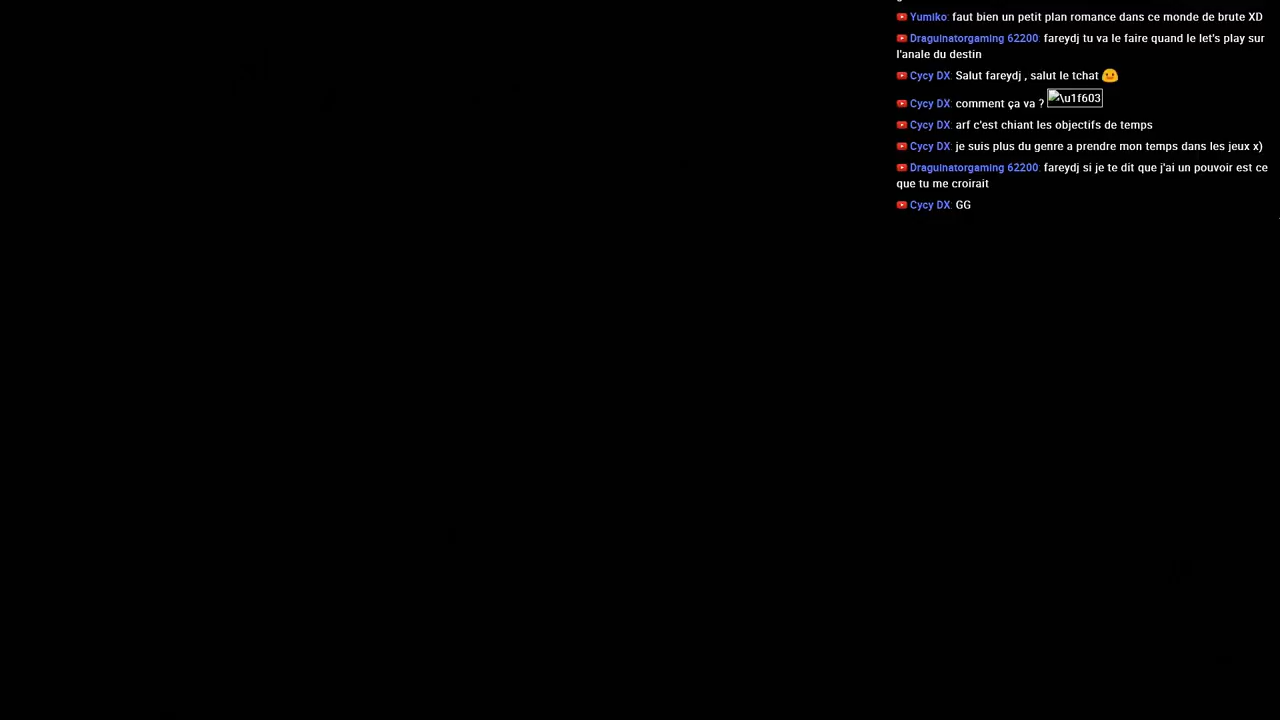 Yumiko: faut bien un petit plan romance dans ce monde de brute XD
Draguinatorgaming 62200: fareydj tu va le faire quand le let's play sur
l'anale du destin
Cycy DX: Salut fareydj , salut le tchat
Cycy DX: comment ça va ? \u1f603
Cycy DX: arf c'est chiant les objectifs de temps
Cycy DX: je suis plus du genre a prendre mon temps dans les jeux x)
Draguinatorgaming 62200: fareydj si je te dit que j'ai un pouvoir est ce
que tu me croirait
Cycy DX: GG